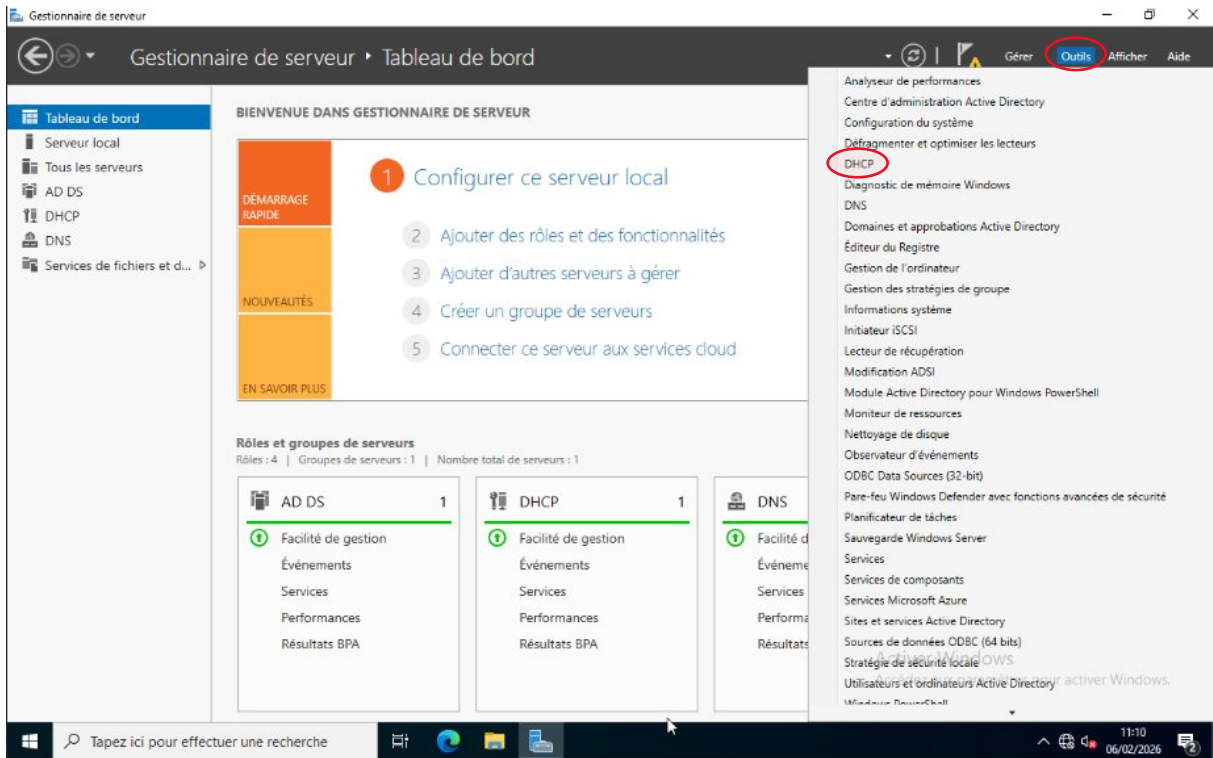 Gestionnaire de serveur
Gestionnaire de serveur ‣ Tableau de bord
Gérer Outils Afficher Aide
Tableau de bord
Serveur local
Tous les serveurs
AD DS
DHCP
DNS
Services de fichiers et d...
BIENVENUE DANS GESTIONNAIRE DE SERVEUR
DÉMARRAGE
RAPIDE
NOUVEAUTÉS
EN SAVOIR PLUS
1 Configurer ce serveur local
2 Ajouter des rôles et des fonctionnalités
3 Ajouter d'autres serveurs à gérer
4 Créer un groupe de serveurs
5 Connecter ce serveur aux services cloud
Rôles et groupes de serveurs
Rôles : 4 | Groupes de serveurs : 1 | Nombre total de serveurs : 1
AD DS 1
Facilité de gestion
Événements
Services
Performances
Résultats BPA
DHCP 1
Facilité de gestion
Événements
Services
Performances
Résultats BPA
DNS
Facilité d
Événeme
Services
Performa
Résultats
Analyseur de performances
Centre d'administration Active Directory
Configuration du système
Défragmenter et optimiser les lecteurs
DHCP
Diagnostic de mémoire Windows
DNS
Domaines et approbations Active Directory
Éditeur du Registre
Gestion de l'ordinateur
Gestion des stratégies de groupe
Informations système
Initiateur iSCSI
Lecteur de récupération
Modification ADSI
Module Active Directory pour Windows PowerShell
Moniteur de ressources
Nettoyage de disque
Observateur d'événements
ODBC Data Sources (32-bit)
Pare-feu Windows Defender avec fonctions avancées de sécurité
Planificateur de tâches
Sauvegarde Windows Server
Services
Services de composants
Services Microsoft Azure
Sites et services Active Directory
Sources de données ODBC (64 bits)
Stratégie de sécurité locale
Utilisateurs et ordinateurs Active Directory
Windows PowerShell
Activer Windows
pour activer Windows.
Tapez ici pour effectuer une recherche
11:10
06/02/2026
2